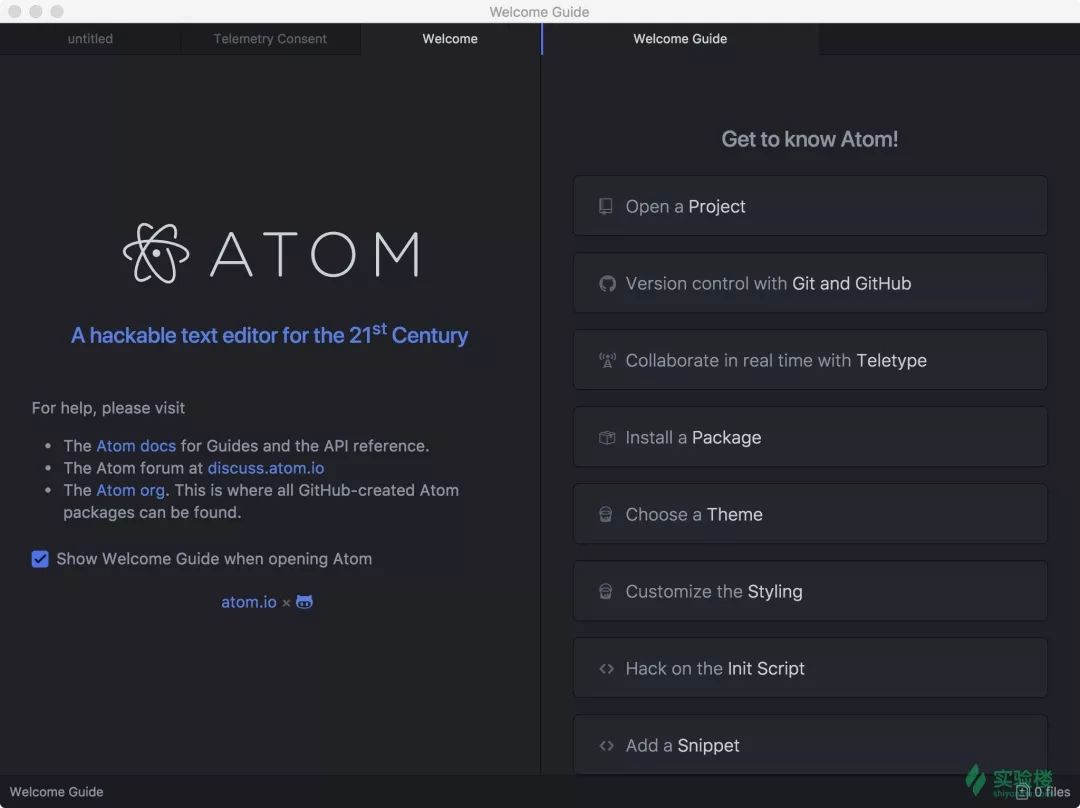 Welcome Guide
untitled
Telemetry Consent
Welcome
Welcome Guide
ATOM
A hackable text editor for the 21st Century
For help, please visit
• The Atom docs for Guides and the API reference.
• The Atom forum at discuss.atom.io
• The Atom org. This is where all GitHub-created Atom
packages can be found.
Show Welcome Guide when opening Atom
atom.io ×
Get to know Atom!
Open a Project
Version control with Git and GitHub
Collaborate in real time with Teletype
Install a Package
Choose a Theme
Customize the Styling
Hack on the Init Script
Add a Snippet
Welcome Guide
实验楼
0 files